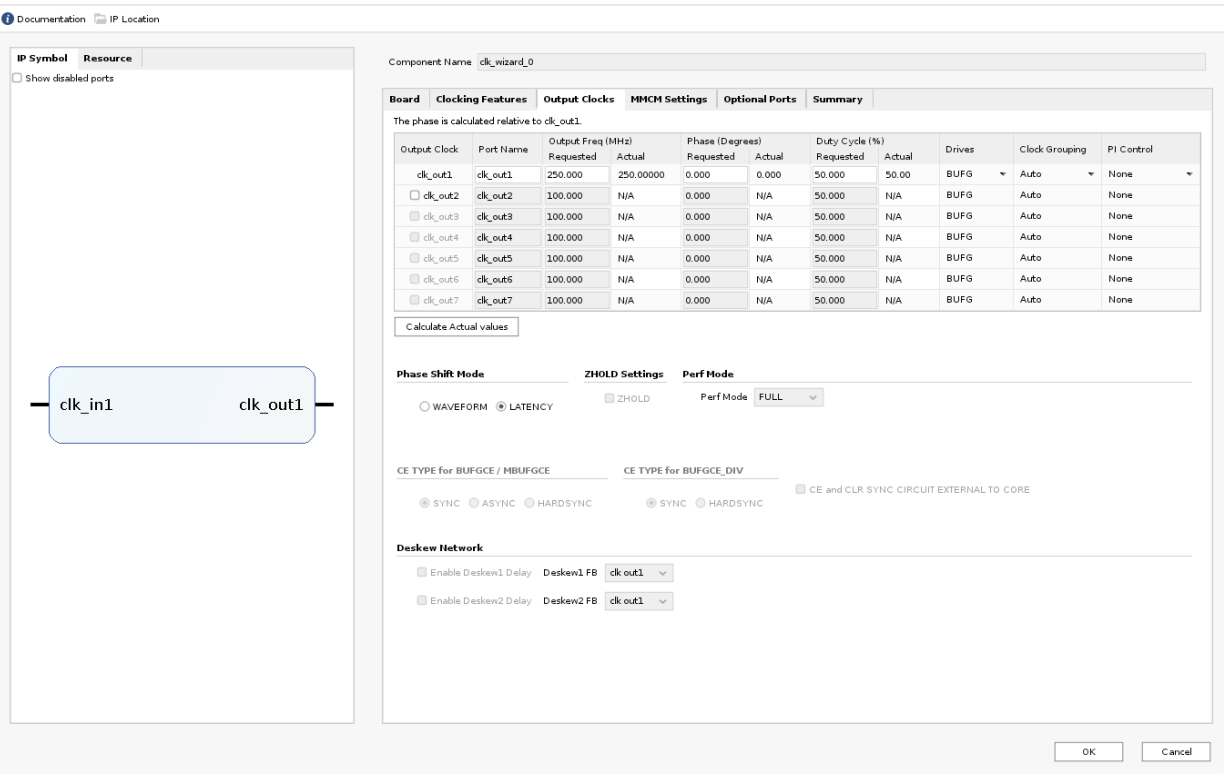 Documentation IP Location
IP Symbol Resource
Show disabled ports
clk_in1 clk_out1
Component Name clk_wizard_0
Board Clocking Features Output Clocks MMCM Settings Optional Ports Summary
The phase is calculated relative to clk_out1.
Output Clock Port Name Output Freq (MHz) Phase (Degrees) Duty Cycle (%) Drives Clock Grouping PI Control
Requested Actual Requested Actual Requested Actual
clk_out1 clk_out1 250.000 250.00000 0.000 0.000 50.000 50.00 BUFG Auto None
clk_out2 clk_out2 100.000 N/A 0.000 N/A 50.000 N/A BUFG Auto None
clk_out3 clk_out3 100.000 N/A 0.000 N/A 50.000 N/A BUFG Auto None
clk_out4 clk_out4 100.000 N/A 0.000 N/A 50.000 N/A BUFG Auto None
clk_out5 clk_out5 100.000 N/A 0.000 N/A 50.000 N/A BUFG Auto None
clk_out6 clk_out6 100.000 N/A 0.000 N/A 50.000 N/A BUFG Auto None
clk_out7 clk_out7 100.000 N/A 0.000 N/A 50.000 N/A BUFG Auto None
Calculate Actual values
Phase Shift Mode ZHOLD Settings Perf Mode
WAVEFORM LATENCY ZHOLD Perf Mode FULL
CE TYPE for BUFGCE / MBUFGCE CE TYPE for BUFGCE_DIV
SYNC ASYNC HARDSYNC SYNC HARDSYNC CE and CLR SYNC CIRCUIT EXTERNAL TO CORE
Deskew Network
Enable Deskew1 Delay Deskew1 FB clk out1
Enable Deskew2 Delay Deskew2 FB clk out1
OK Cancel